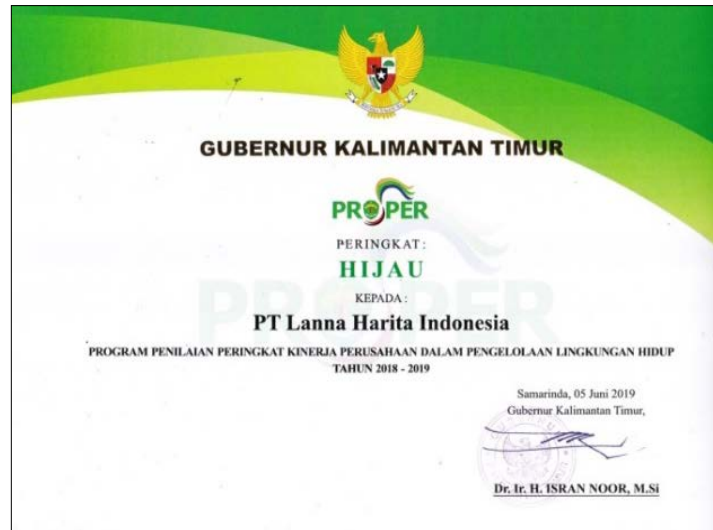 GUBERNUR KALIMANTAN TIMUR
PROPER
PERINGKAT :
HIJAU
KEPADA :
PT Lanna Harita Indonesia
PROGRAM PENILAIAN PERINGKAT KINERJA PERUSAHAAN DALAM PENGELOLAAN LINGKUNGAN HIDUP
TAHUN 2018 - 2019
Samarinda, 05 Juni 2019
Gubernur Kalimantan Timur,
Dr. Ir. H. ISRAN NOOR, M.Si